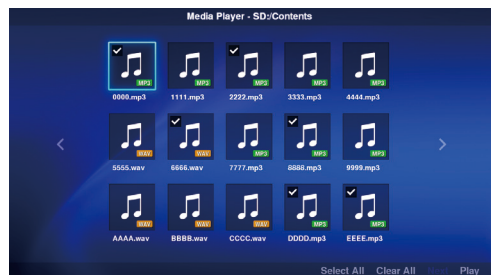 Media Player - SD:/Contents
MP3 MP3 MP3 MP3 MP3
0000.mp3 1111.mp3 2222.mp3 3333.mp3 4444.mp3
WAV WAV MP3 MP3 MP3
5555.wav 6666.wav 7777.mp3 8888.mp3 9999.mp3
WAV WAV WAV MP3 MP3
AAAA.wav BBBB.wav CCCC.wav DDDD.mp3 EEEE.mp3
Select All Clear All Play